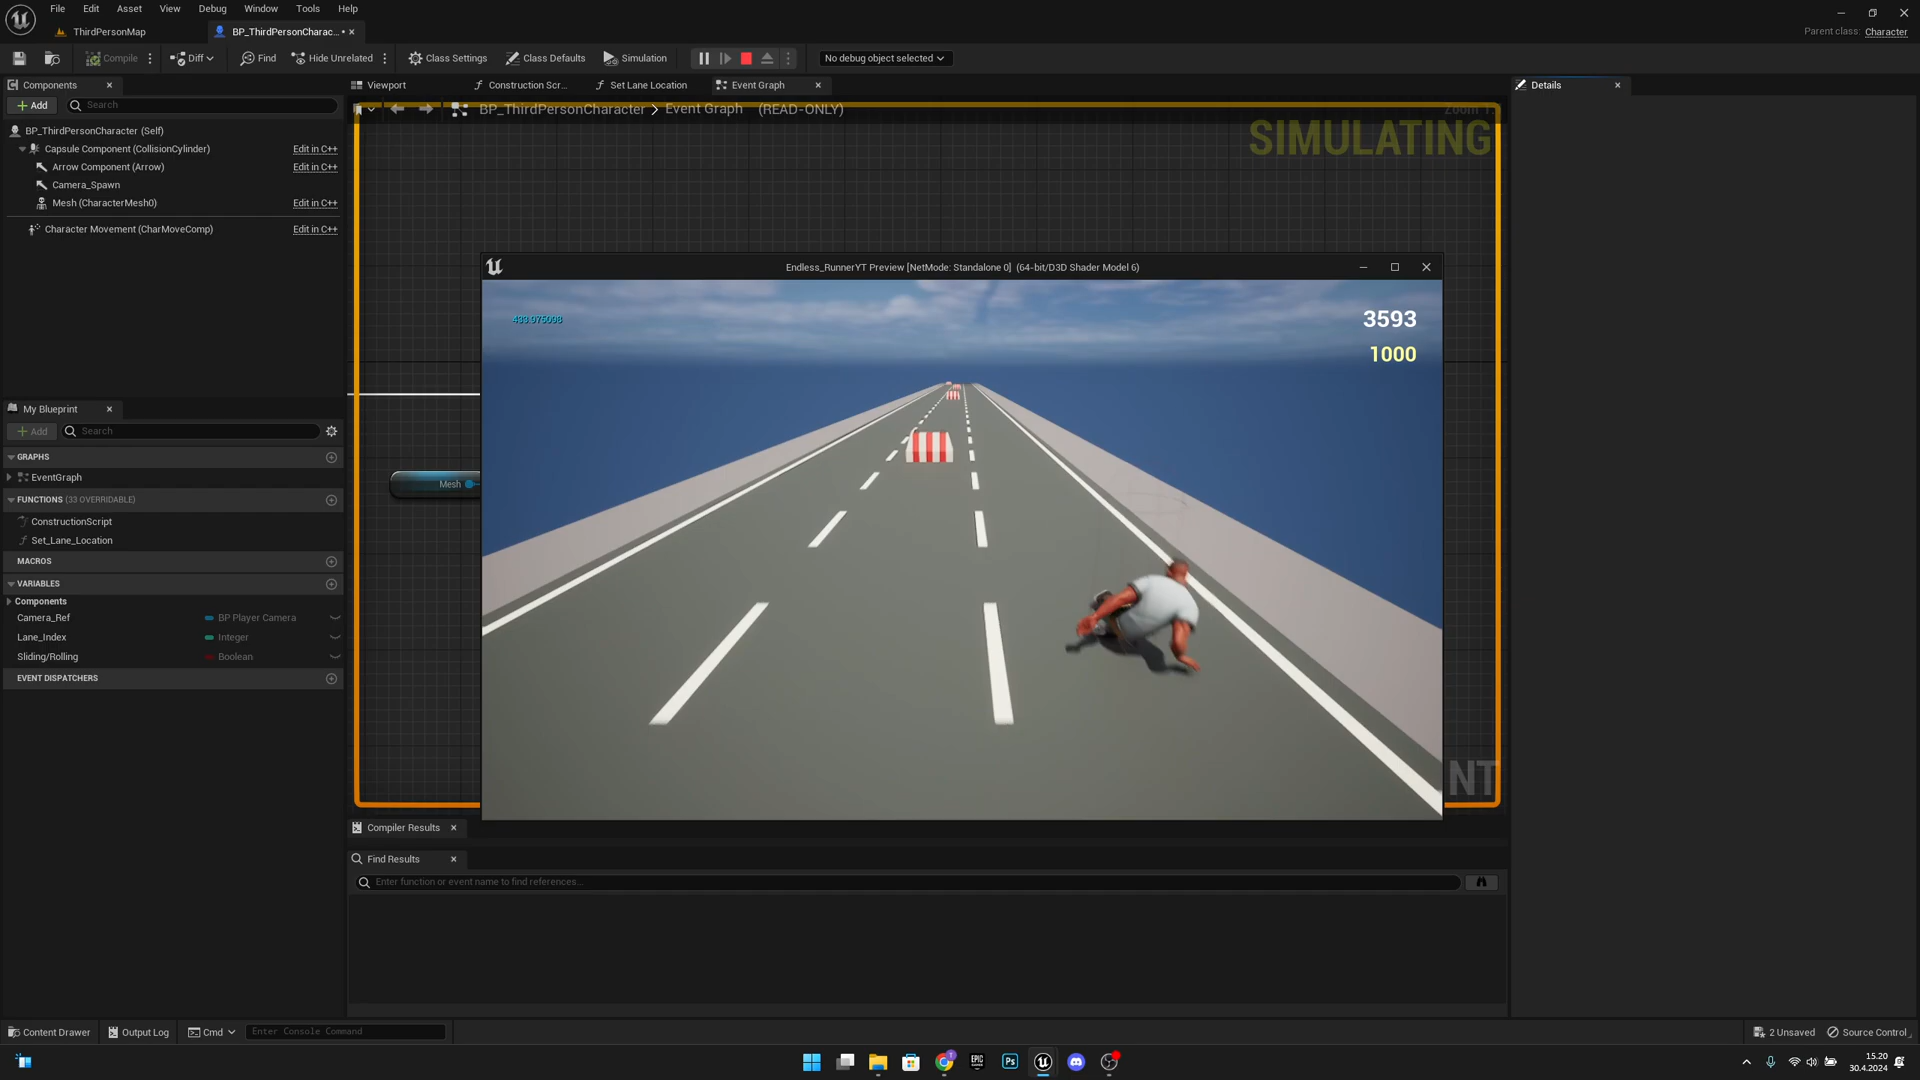 File Edit Asset View Debug Window Tools Help
ThirdPersonMap
BP_ThirdPersonCharac... •
Parent class: Character
Compile
Diff
Find
Hide Unrelated
Class Settings
Class Defaults
Simulation
No debug object selected
Components
Add
Search
BP_ThirdPersonCharacter (Self)
Capsule Component (CollisionCylinder) Edit in C++
Arrow Component (Arrow) Edit in C++
Camera_Spawn
Mesh (CharacterMesh0) Edit in C++
Character Movement (CharMoveComp) Edit in C++
My Blueprint
Add
Search
GRAPHS
EventGraph
FUNCTIONS (33 OVERRIDABLE)
ConstructionScript
Set_Lane_Location
MACROS
VARIABLES
Components
Camera_Ref BP Player Camera
Lane_Index Integer
Sliding/Rolling Boolean
EVENT DISPATCHERS
Viewport
Construction Scr...
Set Lane Location
Event Graph
BP_ThirdPersonCharacter > Event Graph (READ-ONLY)
SIMULATING
Mesh
Endless_RunnerYT Preview [NetMode: Standalone 0] (64-bit/D3D Shader Model 6)
433.975098
3593
1000
NT
Compiler Results
Find Results
Enter function or event name to find references...
Details
Content Drawer
Output Log
Cmd
Enter Console Command
2 Unsaved
Source Control
EPIC
Ps
15.20
30.4.2024